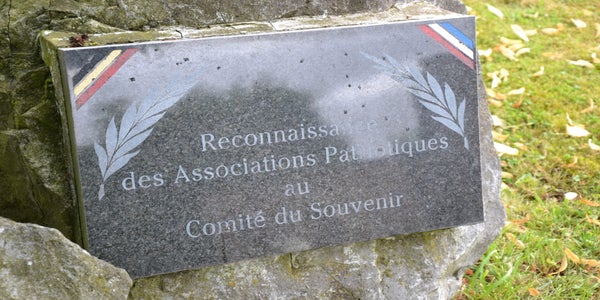 Reconnaissance
des Associations Patriotiques
au
Comité du Souvenir